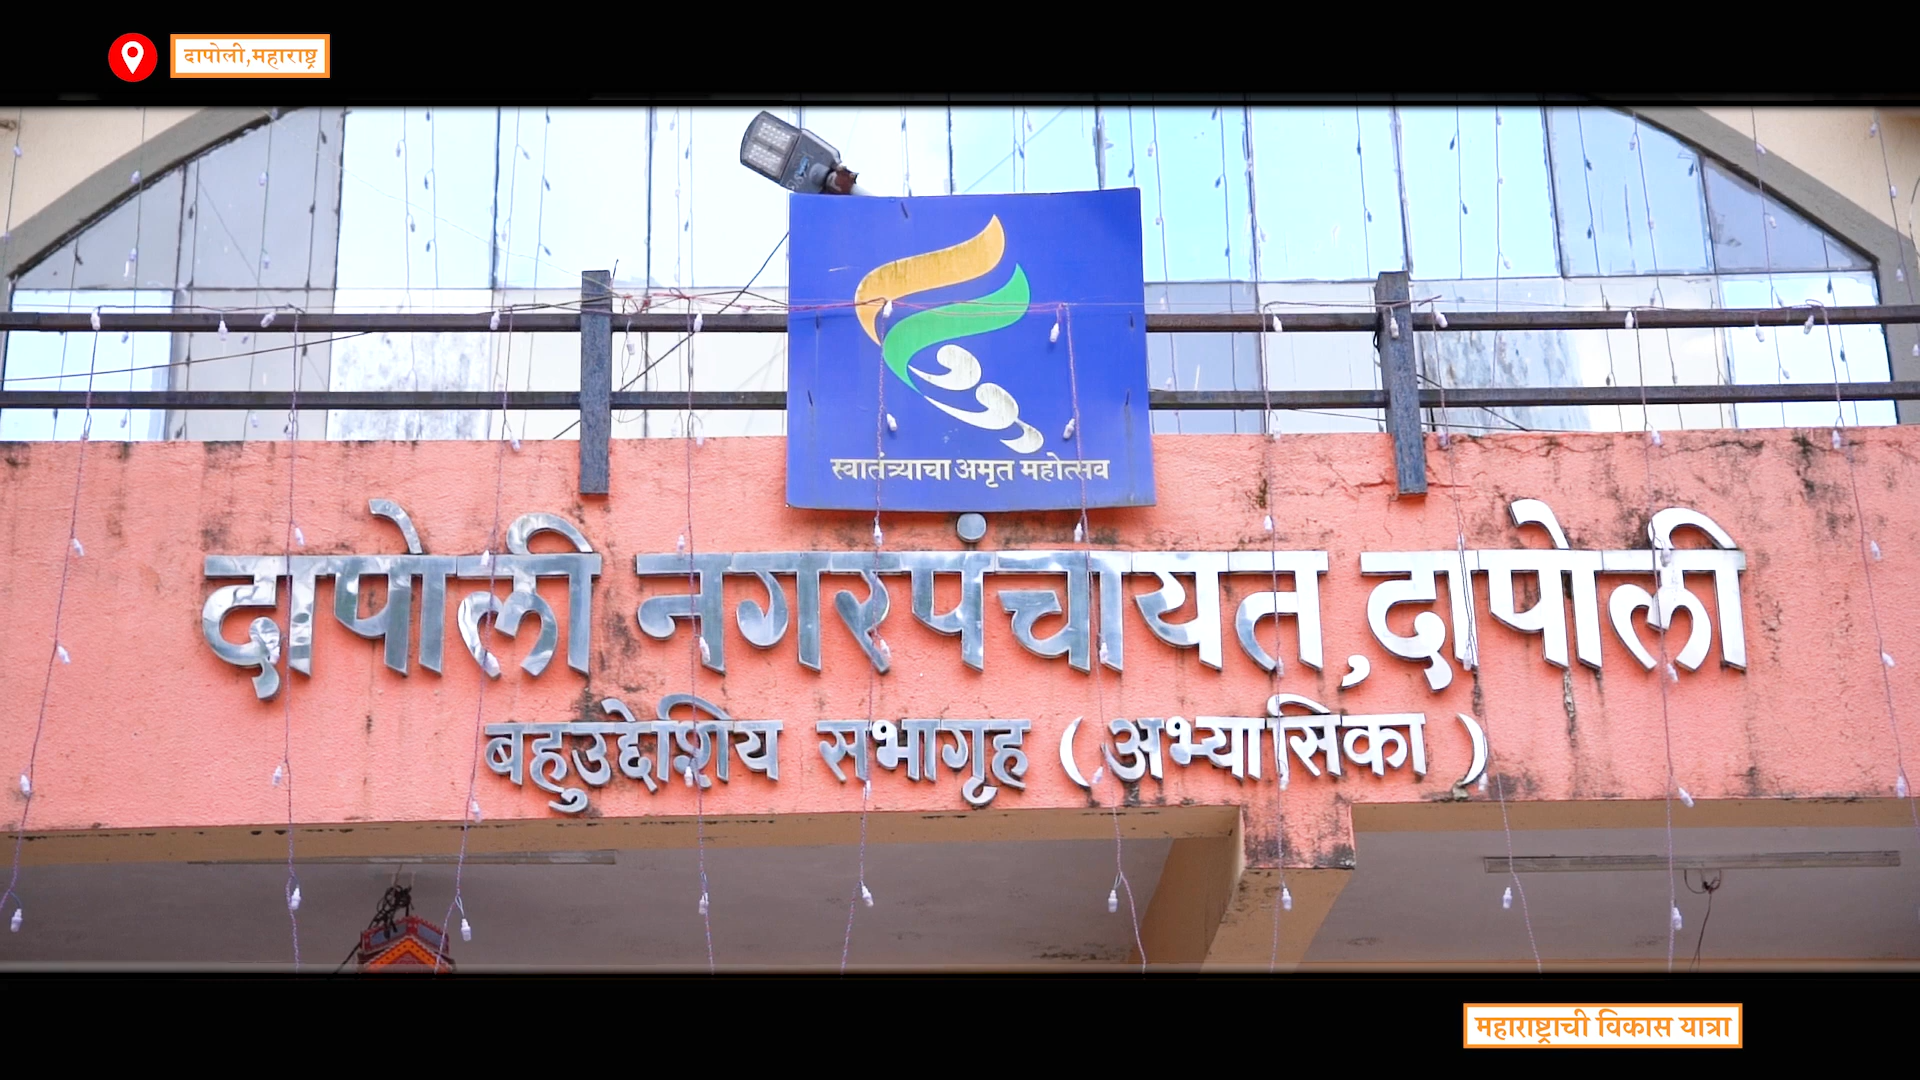 दापोली,महाराष्ट्र
स्वातंत्र्याचा अमृत महोत्सव
दापोली नगरपंचायत, दापोली
बहुउद्देशिय सभागृह (अभ्यासिका)
महाराष्ट्राची विकास यात्रा